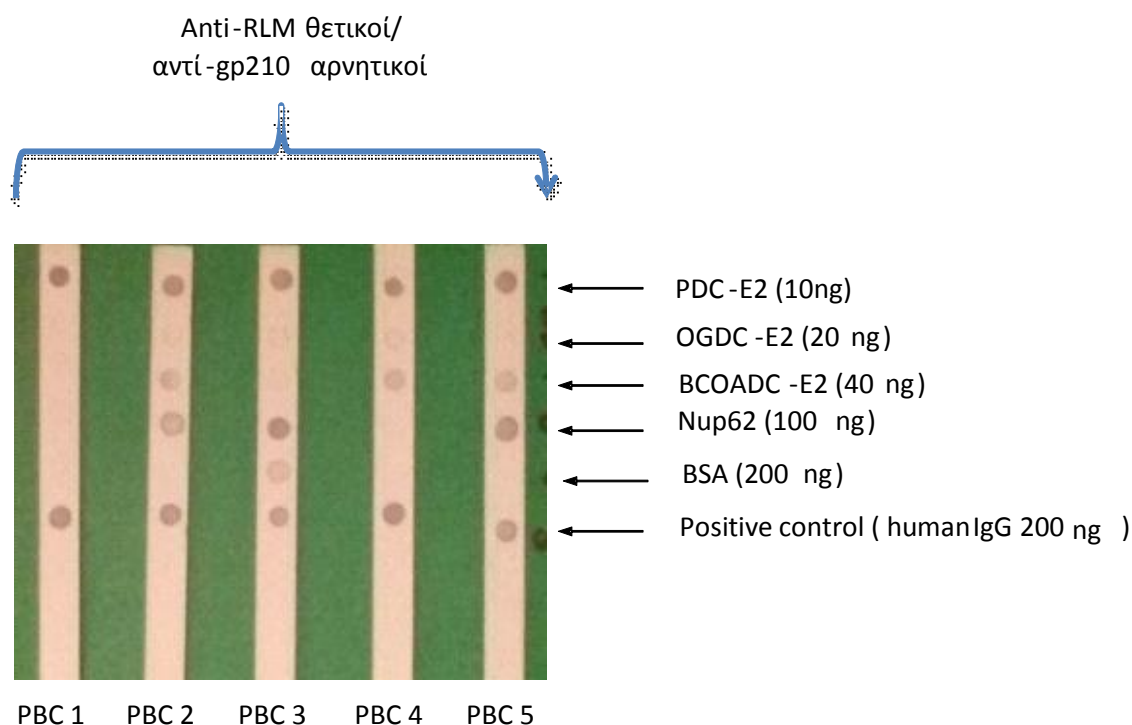 Anti-RLM θετικοί/
αντί-gp210 αρνητικοί
PDC-E2 (10ng)
OGDC-E2 (20 ng)
BCOADC-E2 (40 ng)
Nup62 (100 ng)
BSA (200 ng)
Positive control ( human IgG 200 ng )
PBC 1 PBC 2 PBC 3 PBC 4 PBC 5